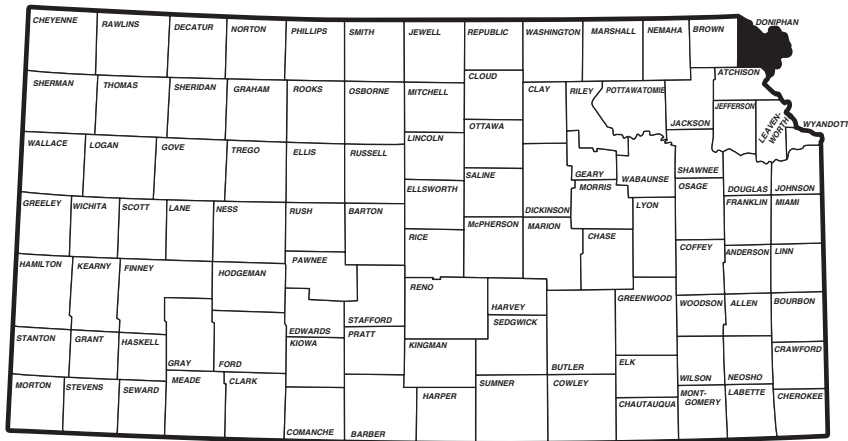 CHEYENNE
RAWLINS
DECATUR
NORTON
PHILLIPS
SMITH
JEWELL
REPUBLIC
WASHINGTON
MARSHALL
NEMAHA
BROWN
DONIPHAN
SHERMAN
THOMAS
SHERIDAN
GRAHAM
ROOKS
OSBORNE
MITCHELL
CLOUD
CLAY
RILEY
POTTAWATOMIE
JACKSON
ATCHISON
JEFFERSON
LEAVEN-
WORTH
WYANDOTT
WALLACE
LOGAN
GOVE
TREGO
ELLIS
RUSSELL
LINCOLN
OTTAWA
SALINE
DICKINSON
GEARY
MORRIS
WABAUNSE
SHAWNEE
OSAGE
DOUGLAS
JOHNSON
GREELEY
WICHITA
SCOTT
LANE
NESS
RUSH
BARTON
ELLSWORTH
RICE
McPHERSON
MARION
CHASE
LYON
COFFEY
FRANKLIN
MIAMI
ANDERSON
LINN
HAMILTON
KEARNY
FINNEY
HODGEMAN
PAWNEE
EDWARDS
STAFFORD
RENO
HARVEY
SEDGWICK
BUTLER
GREENWOOD
WOODSON
ALLEN
BOURBON
STANTON
GRANT
HASKELL
GRAY
FORD
KIOWA
PRATT
KINGMAN
ELK
WILSON
NEOSHO
CRAWFORD
MORTON
STEVENS
SEWARD
MEADE
CLARK
COMANCHE
BARBER
HARPER
SUMNER
COWLEY
CHAUTAUQUA
MONT-
GOMERY
LABETTE
CHEROKEE